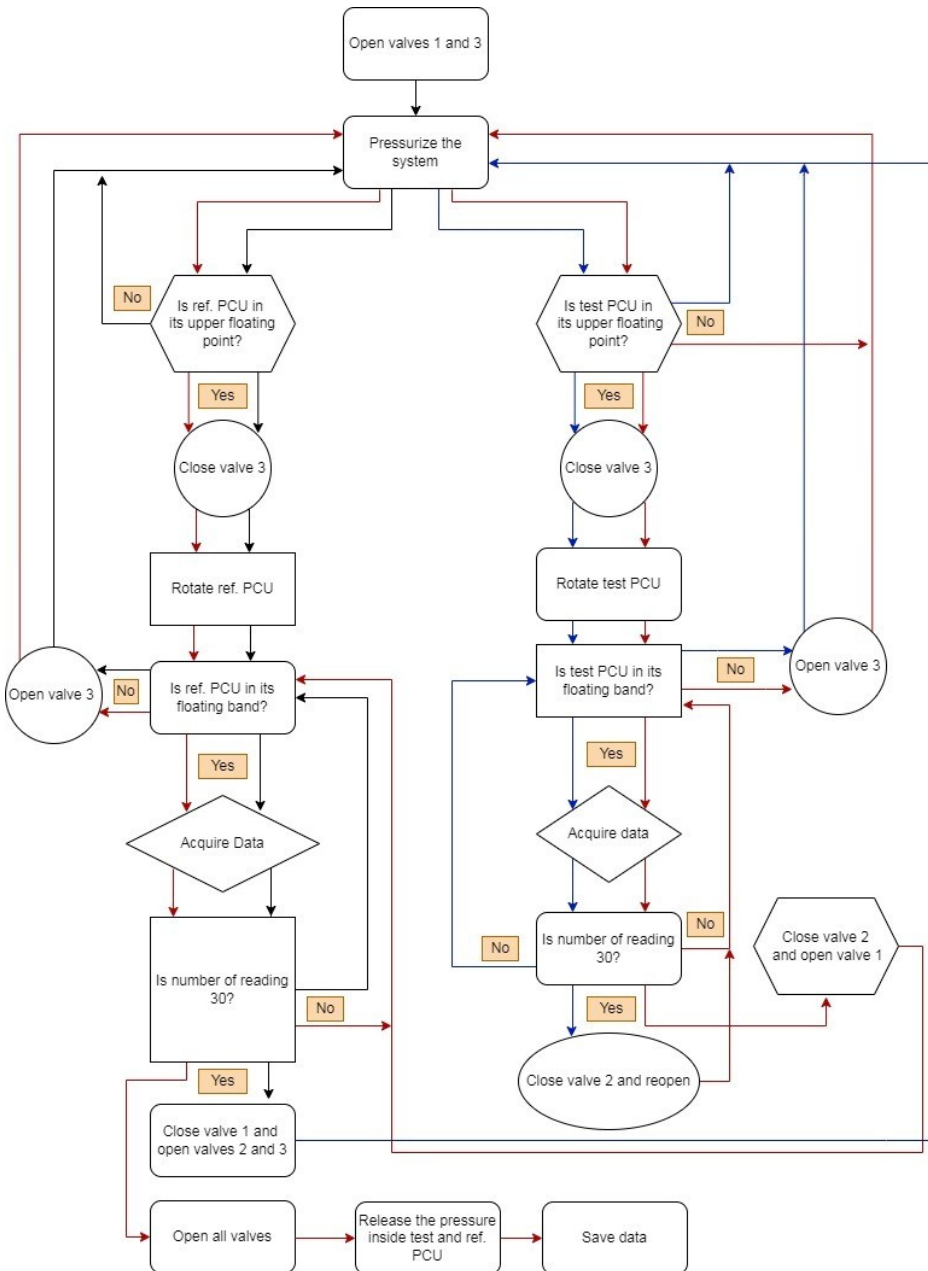 Open valves 1 and 3
Pressurize the
system
No
Is ref. PCU in
its upper floating
point?
Is test PCU in
its upper floating
point?
No
Yes
Yes
Close valve 3
Close valve 3
Rotate ref. PCU
Rotate test PCU
Open valve 3
No
Is ref. PCU in its
floating band?
Is test PCU in its
floating band?
No
Open valve 3
Yes
Yes
Acquire Data
Acquire data
Is number of reading
30?
No
No
Is number of reading
30?
No
Close valve 2
and open valve 1
Yes
Yes
Close valve 2 and reopen
Close valve 1 and
open valves 2 and 3
Open all valves
Release the pressure
inside test and ref.
PCU
Save data